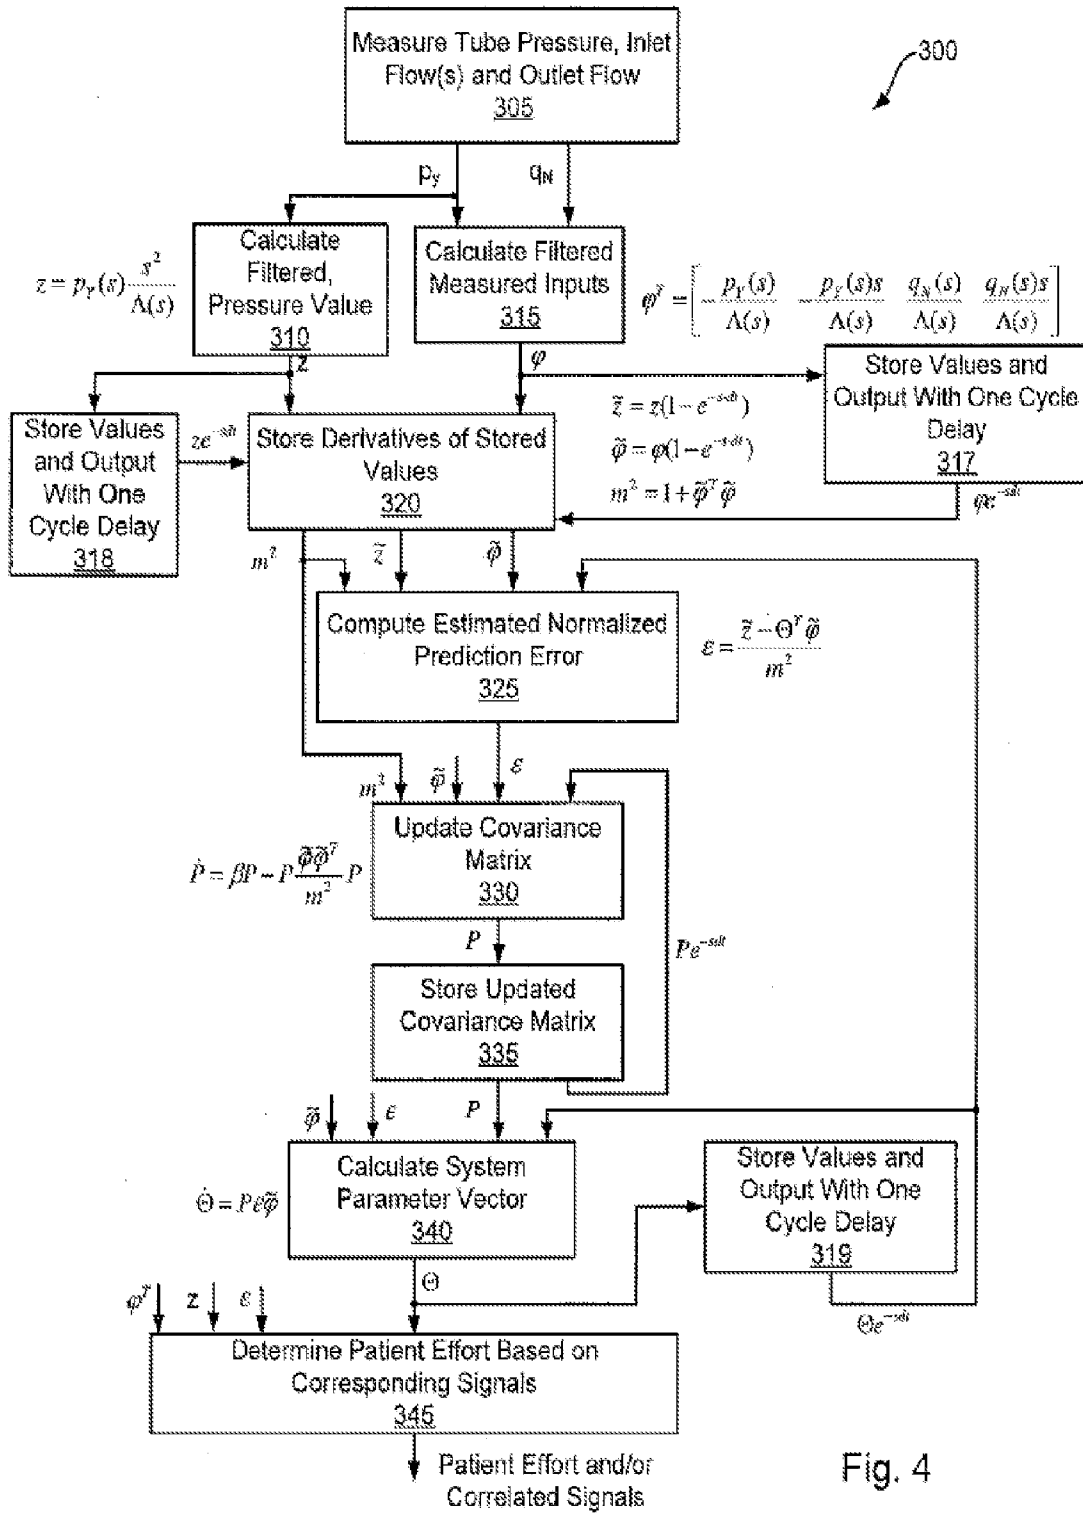 Measure Tube Pressure, Inlet
Flow(s) and Outlet Flow
305
300
p_y
q_N
Calculate
Filtered,
Pressure Value
310
z = p_Y(s) s²/Λ(s)
Calculate Filtered
Measured Inputs
315
φ^T = [ -p_Y(s)/Λ(s) -p_Y(s)s/Λ(s) q_N(s)/Λ(s) q_N(s)s/Λ(s) ]
z
φ
Store Values
and Output
With One
Cycle Delay
318
ze^{-sdt}
Store Derivatives of Stored
Values
320
z̃ = z(1 - e^{-s·dt})
φ̃ = φ(1 - e^{-s·dt})
m² = 1 + φ̃^T φ̃
Store Values and
Output With One Cycle
Delay
317
φe^{-sdt}
m²
z̃
φ̃
Compute Estimated Normalized
Prediction Error
325
ε = (z̃ - Θ^T φ̃)/m²
m²
φ̃
ε
Update Covariance
Matrix
330
Ṗ = βP - P (φ̃φ̃^T/m²) P
P
Pe^{-sdt}
Store Updated
Covariance Matrix
335
φ̃
ε
P
Calculate System
Parameter Vector
340
Θ̇ = Pεφ̃
Store Values and
Output With One
Cycle Delay
319
Θ
Θe^{-sdt}
φ^T
z
ε
Determine Patient Effort Based on
Corresponding Signals
345
Patient Effort and/or
Correlated Signals
Fig. 4